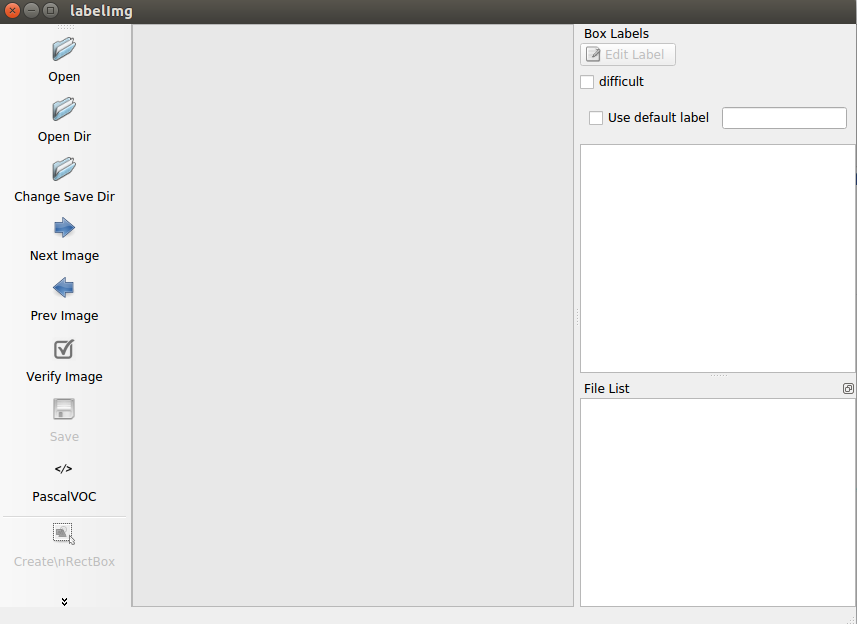 labelImg
Open
Open Dir
Change Save Dir
Next Image
Prev Image
Verify Image
Save
</>
PascalVOC
Create\nRectBox
Box Labels
Edit Label
difficult
Use default label
File List